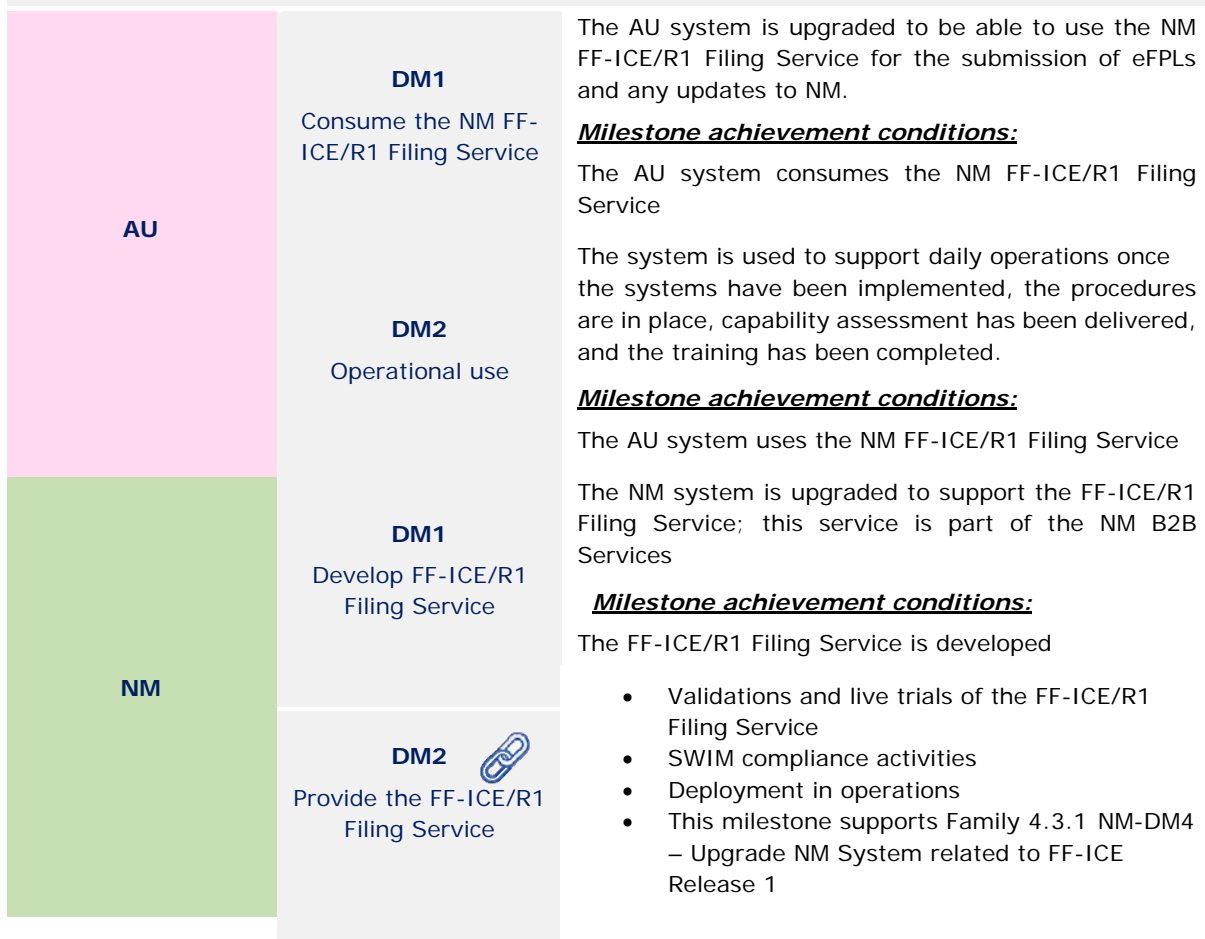 AU
DM1
Consume the NM FF-
ICE/R1 Filing Service
The AU system is upgraded to be able to use the NM
FF-ICE/R1 Filing Service for the submission of eFPLs
and any updates to NM.
Milestone achievement conditions:
The AU system consumes the NM FF-ICE/R1 Filing
Service
DM2
Operational use
The system is used to support daily operations once
the systems have been implemented, the procedures
are in place, capability assessment has been delivered,
and the training has been completed.
Milestone achievement conditions:
The AU system uses the NM FF-ICE/R1 Filing Service
NM
DM1
Develop FF-ICE/R1
Filing Service
The NM system is upgraded to support the FF-ICE/R1
Filing Service; this service is part of the NM B2B
Services
Milestone achievement conditions:
The FF-ICE/R1 Filing Service is developed
DM2
Provide the FF-ICE/R1
Filing Service
• Validations and live trials of the FF-ICE/R1
Filing Service
• SWIM compliance activities
• Deployment in operations
• This milestone supports Family 4.3.1 NM-DM4
– Upgrade NM System related to FF-ICE
Release 1